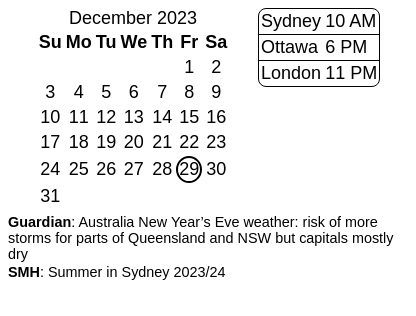 December 2023
Su Mo Tu We Th Fr Sa
1 2
3 4 5 6 7 8 9
10 11 12 13 14 15 16
17 18 19 20 21 22 23
24 25 26 27 28 29 30
31
Sydney 10 AM
Ottawa 6 PM
London 11 PM
Guardian: Australia New Year’s Eve weather: risk of more
storms for parts of Queensland and NSW but capitals mostly
dry
SMH: Summer in Sydney 2023/24